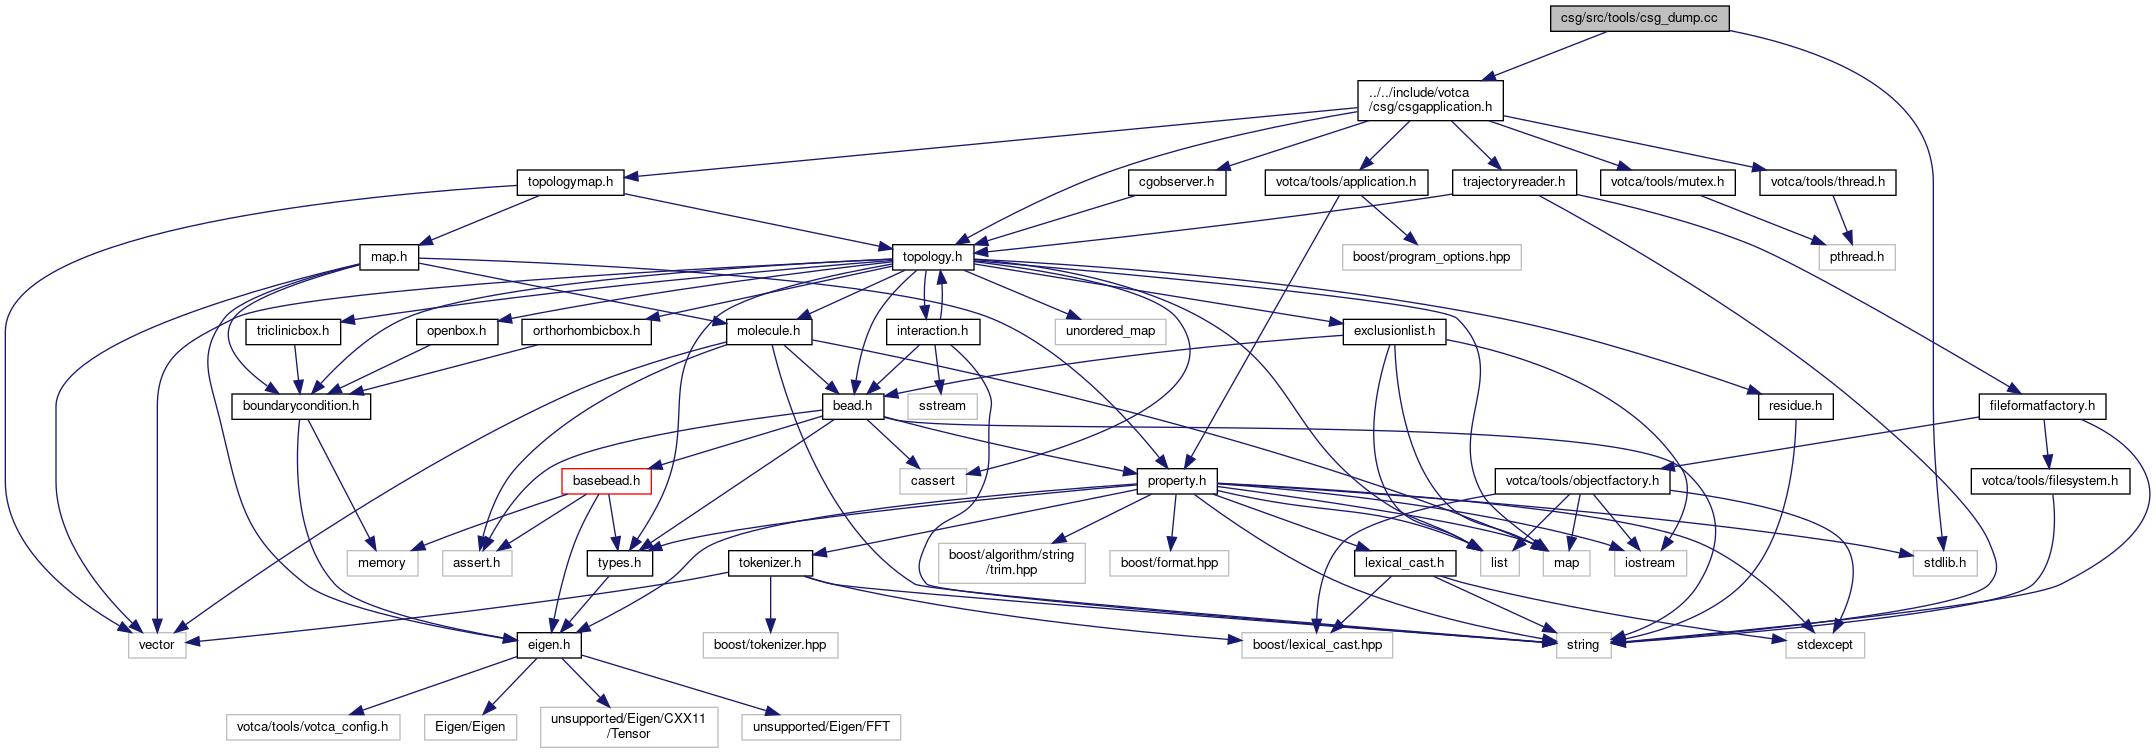 csg/src/tools/csg_dump.cc
../../include/votca
/csg/csgapplication.h
topologymap.h
cgobserver.h
votca/tools/application.h
trajectoryreader.h
votca/tools/mutex.h
votca/tools/thread.h
map.h
topology.h
boost/program_options.hpp
pthread.h
triclinicbox.h
openbox.h
orthorhombicbox.h
molecule.h
interaction.h
unordered_map
exclusionlist.h
boundarycondition.h
bead.h
sstream
residue.h
fileformatfactory.h
basebead.h
cassert
property.h
votca/tools/objectfactory.h
votca/tools/filesystem.h
memory
assert.h
types.h
tokenizer.h
boost/algorithm/string
/trim.hpp
boost/format.hpp
lexical_cast.h
list
map
iostream
stdlib.h
vector
eigen.h
boost/tokenizer.hpp
boost/lexical_cast.hpp
string
stdexcept
votca/tools/votca_config.h
Eigen/Eigen
unsupported/Eigen/CXX11
/Tensor
unsupported/Eigen/FFT